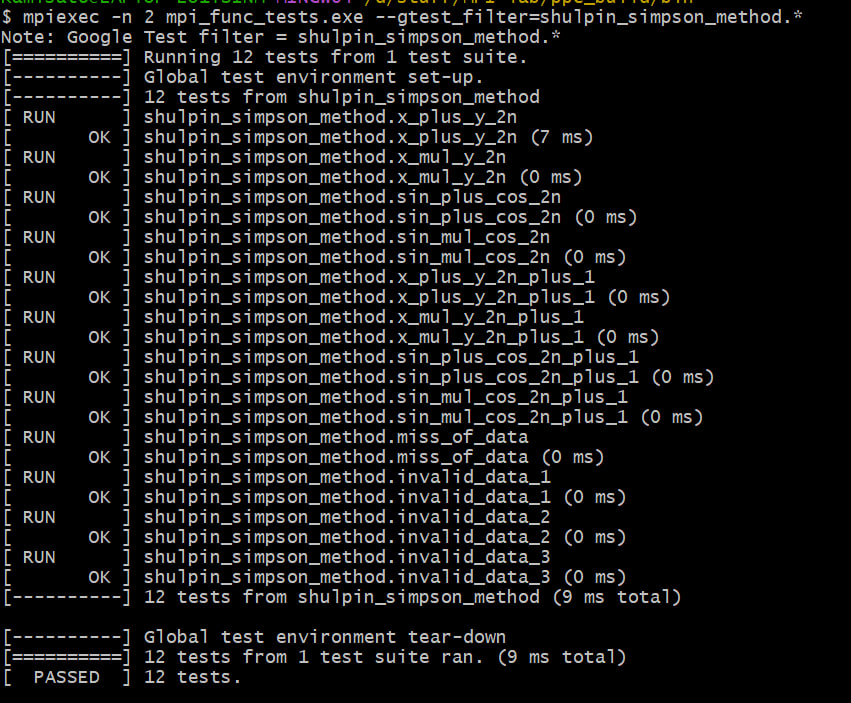 $ mpiexec -n 2 mpi_func_tests.exe --gtest_filter=shulpin_simpson_method.*
Note: Google Test filter = shulpin_simpson_method.*
[==========] Running 12 tests from 1 test suite.
[----------] Global test environment set-up.
[----------] 12 tests from shulpin_simpson_method
[ RUN      ] shulpin_simpson_method.x_plus_y_2n
[       OK ] shulpin_simpson_method.x_plus_y_2n (7 ms)
[ RUN      ] shulpin_simpson_method.x_mul_y_2n
[       OK ] shulpin_simpson_method.x_mul_y_2n (0 ms)
[ RUN      ] shulpin_simpson_method.sin_plus_cos_2n
[       OK ] shulpin_simpson_method.sin_plus_cos_2n (0 ms)
[ RUN      ] shulpin_simpson_method.sin_mul_cos_2n
[       OK ] shulpin_simpson_method.sin_mul_cos_2n (0 ms)
[ RUN      ] shulpin_simpson_method.x_plus_y_2n_plus_1
[       OK ] shulpin_simpson_method.x_plus_y_2n_plus_1 (0 ms)
[ RUN      ] shulpin_simpson_method.x_mul_y_2n_plus_1
[       OK ] shulpin_simpson_method.x_mul_y_2n_plus_1 (0 ms)
[ RUN      ] shulpin_simpson_method.sin_plus_cos_2n_plus_1
[       OK ] shulpin_simpson_method.sin_plus_cos_2n_plus_1 (0 ms)
[ RUN      ] shulpin_simpson_method.sin_mul_cos_2n_plus_1
[       OK ] shulpin_simpson_method.sin_mul_cos_2n_plus_1 (0 ms)
[ RUN      ] shulpin_simpson_method.miss_of_data
[       OK ] shulpin_simpson_method.miss_of_data (0 ms)
[ RUN      ] shulpin_simpson_method.invalid_data_1
[       OK ] shulpin_simpson_method.invalid_data_1 (0 ms)
[ RUN      ] shulpin_simpson_method.invalid_data_2
[       OK ] shulpin_simpson_method.invalid_data_2 (0 ms)
[ RUN      ] shulpin_simpson_method.invalid_data_3
[       OK ] shulpin_simpson_method.invalid_data_3 (0 ms)
[----------] 12 tests from shulpin_simpson_method (9 ms total)

[----------] Global test environment tear-down
[==========] 12 tests from 1 test suite ran. (9 ms total)
[  PASSED  ] 12 tests.